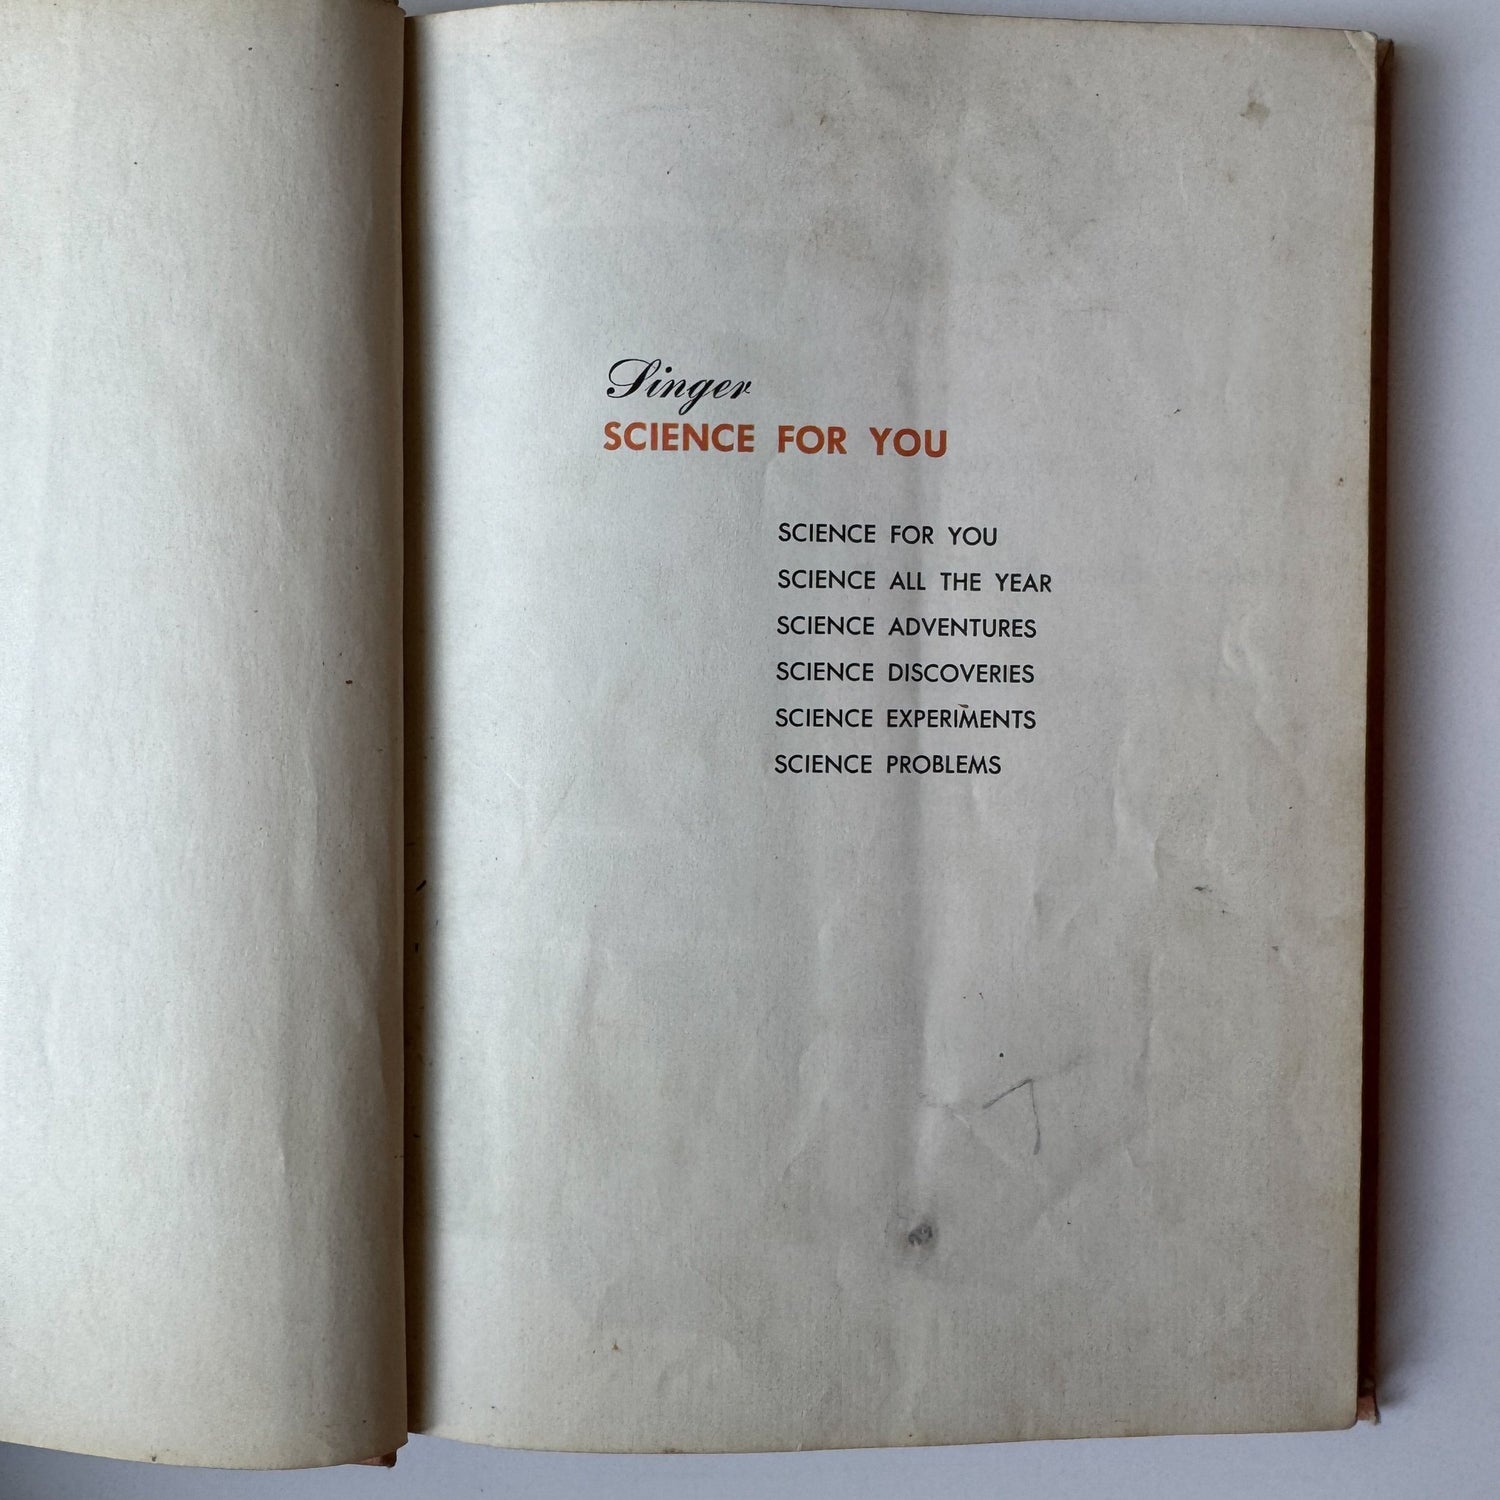 Singer
SCIENCE FOR YOU
SCIENCE FOR YOU
SCIENCE ALL THE YEAR
SCIENCE ADVENTURES
SCIENCE DISCOVERIES
SCIENCE EXPERIMENTS
SCIENCE PROBLEMS